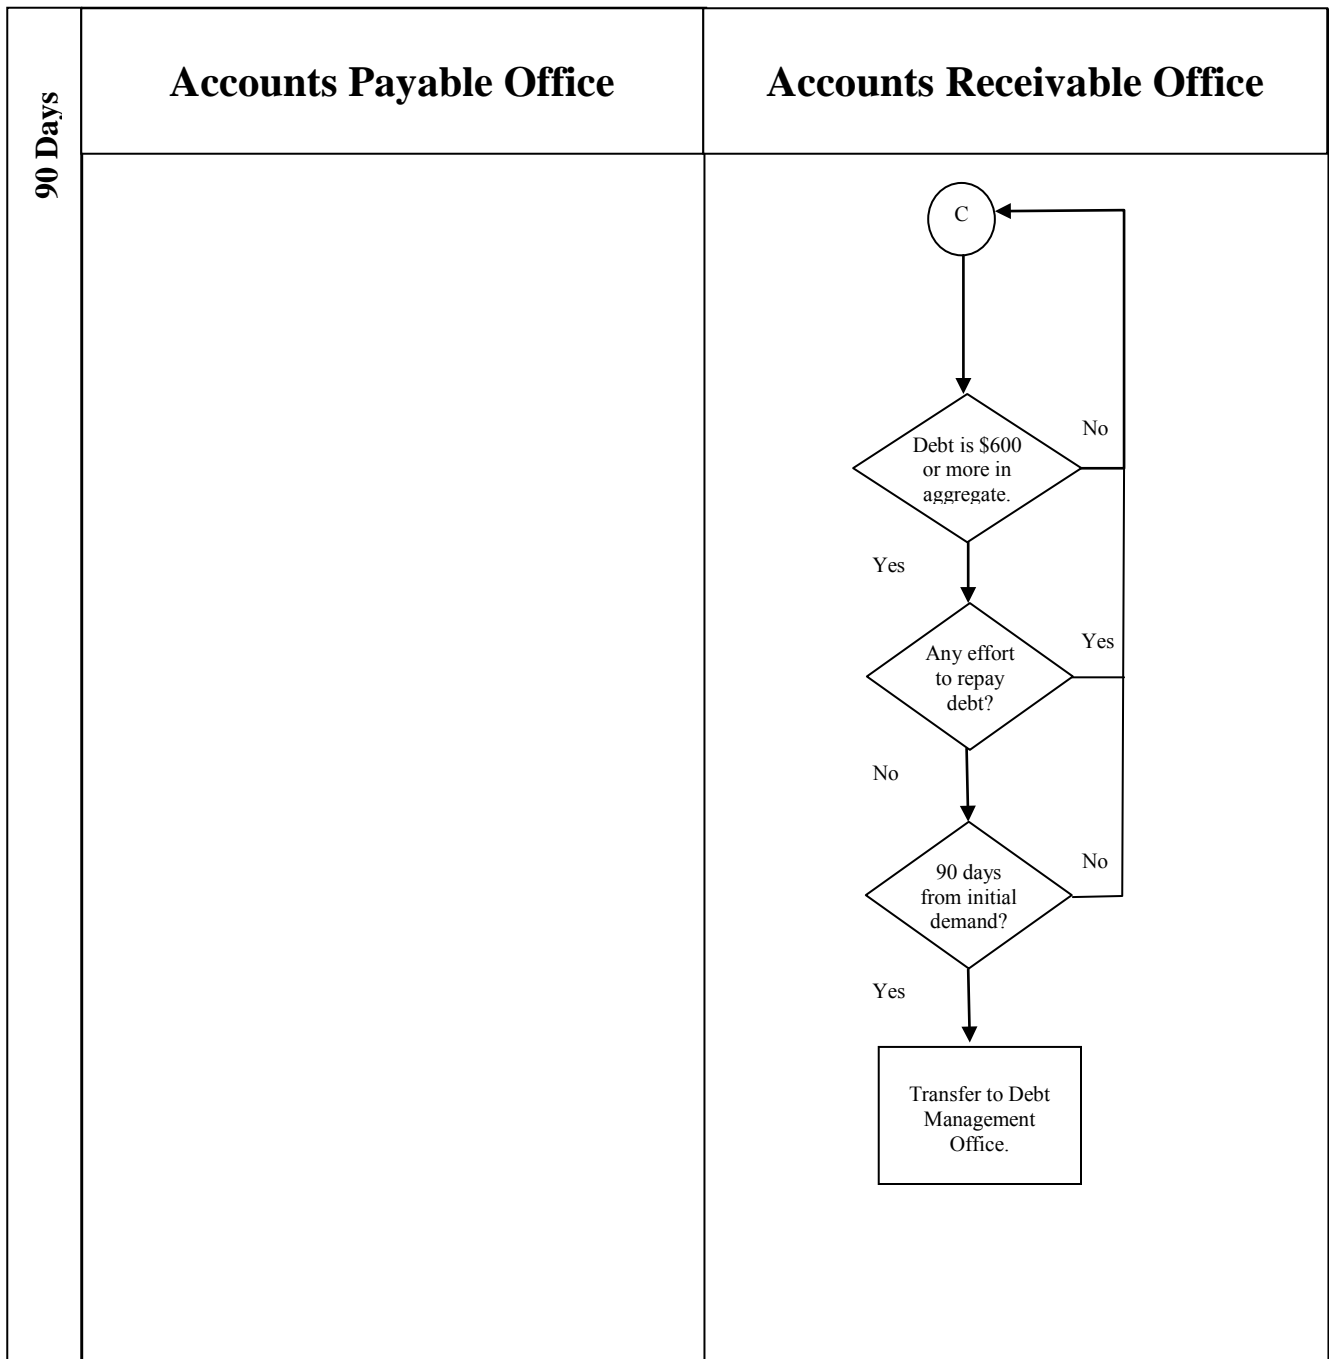 90 Days
Accounts Payable Office
Accounts Receivable Office
C
Debt is $600
or more in
aggregate.
No
Yes
Any effort
to repay
debt?
Yes
No
90 days
from initial
demand?
No
Yes
Transfer to Debt
Management
Office.